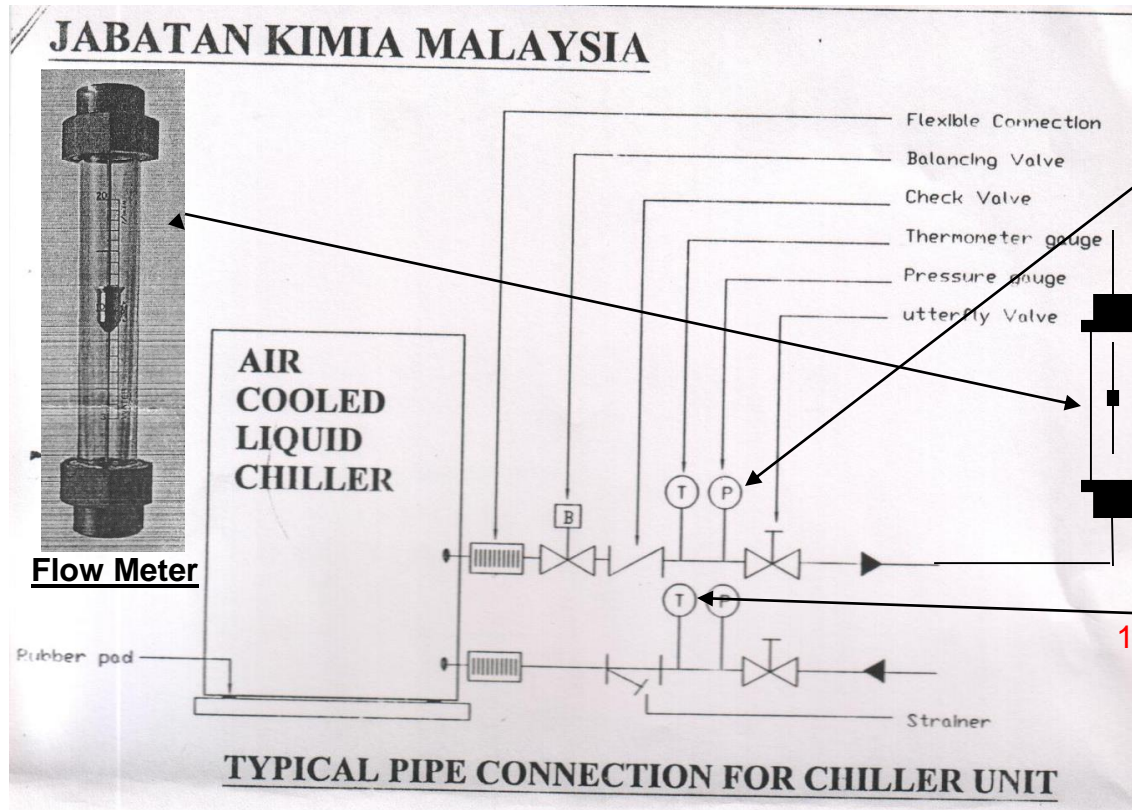 JABATAN KIMIA MALAYSIA
Flexible Connection
Balancing Valve
Check Valve
Thermometer gauge
Pressure gauge
utterfly Valve
20
AIR
COOLED
LIQUID
CHILLER
T
P
B
Flow Meter
T
P
1
Rubber pad
Strainer
TYPICAL PIPE CONNECTION FOR CHILLER UNIT